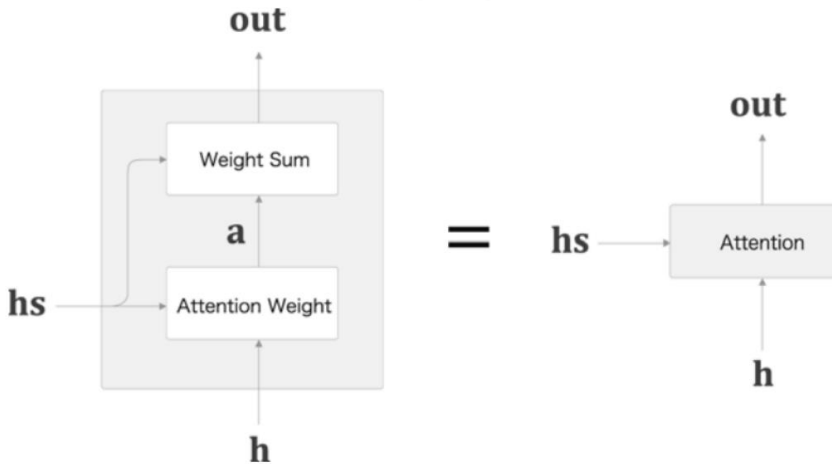 out
Weight Sum
a
hs
Attention Weight
h
=
out
hs
Attention
h